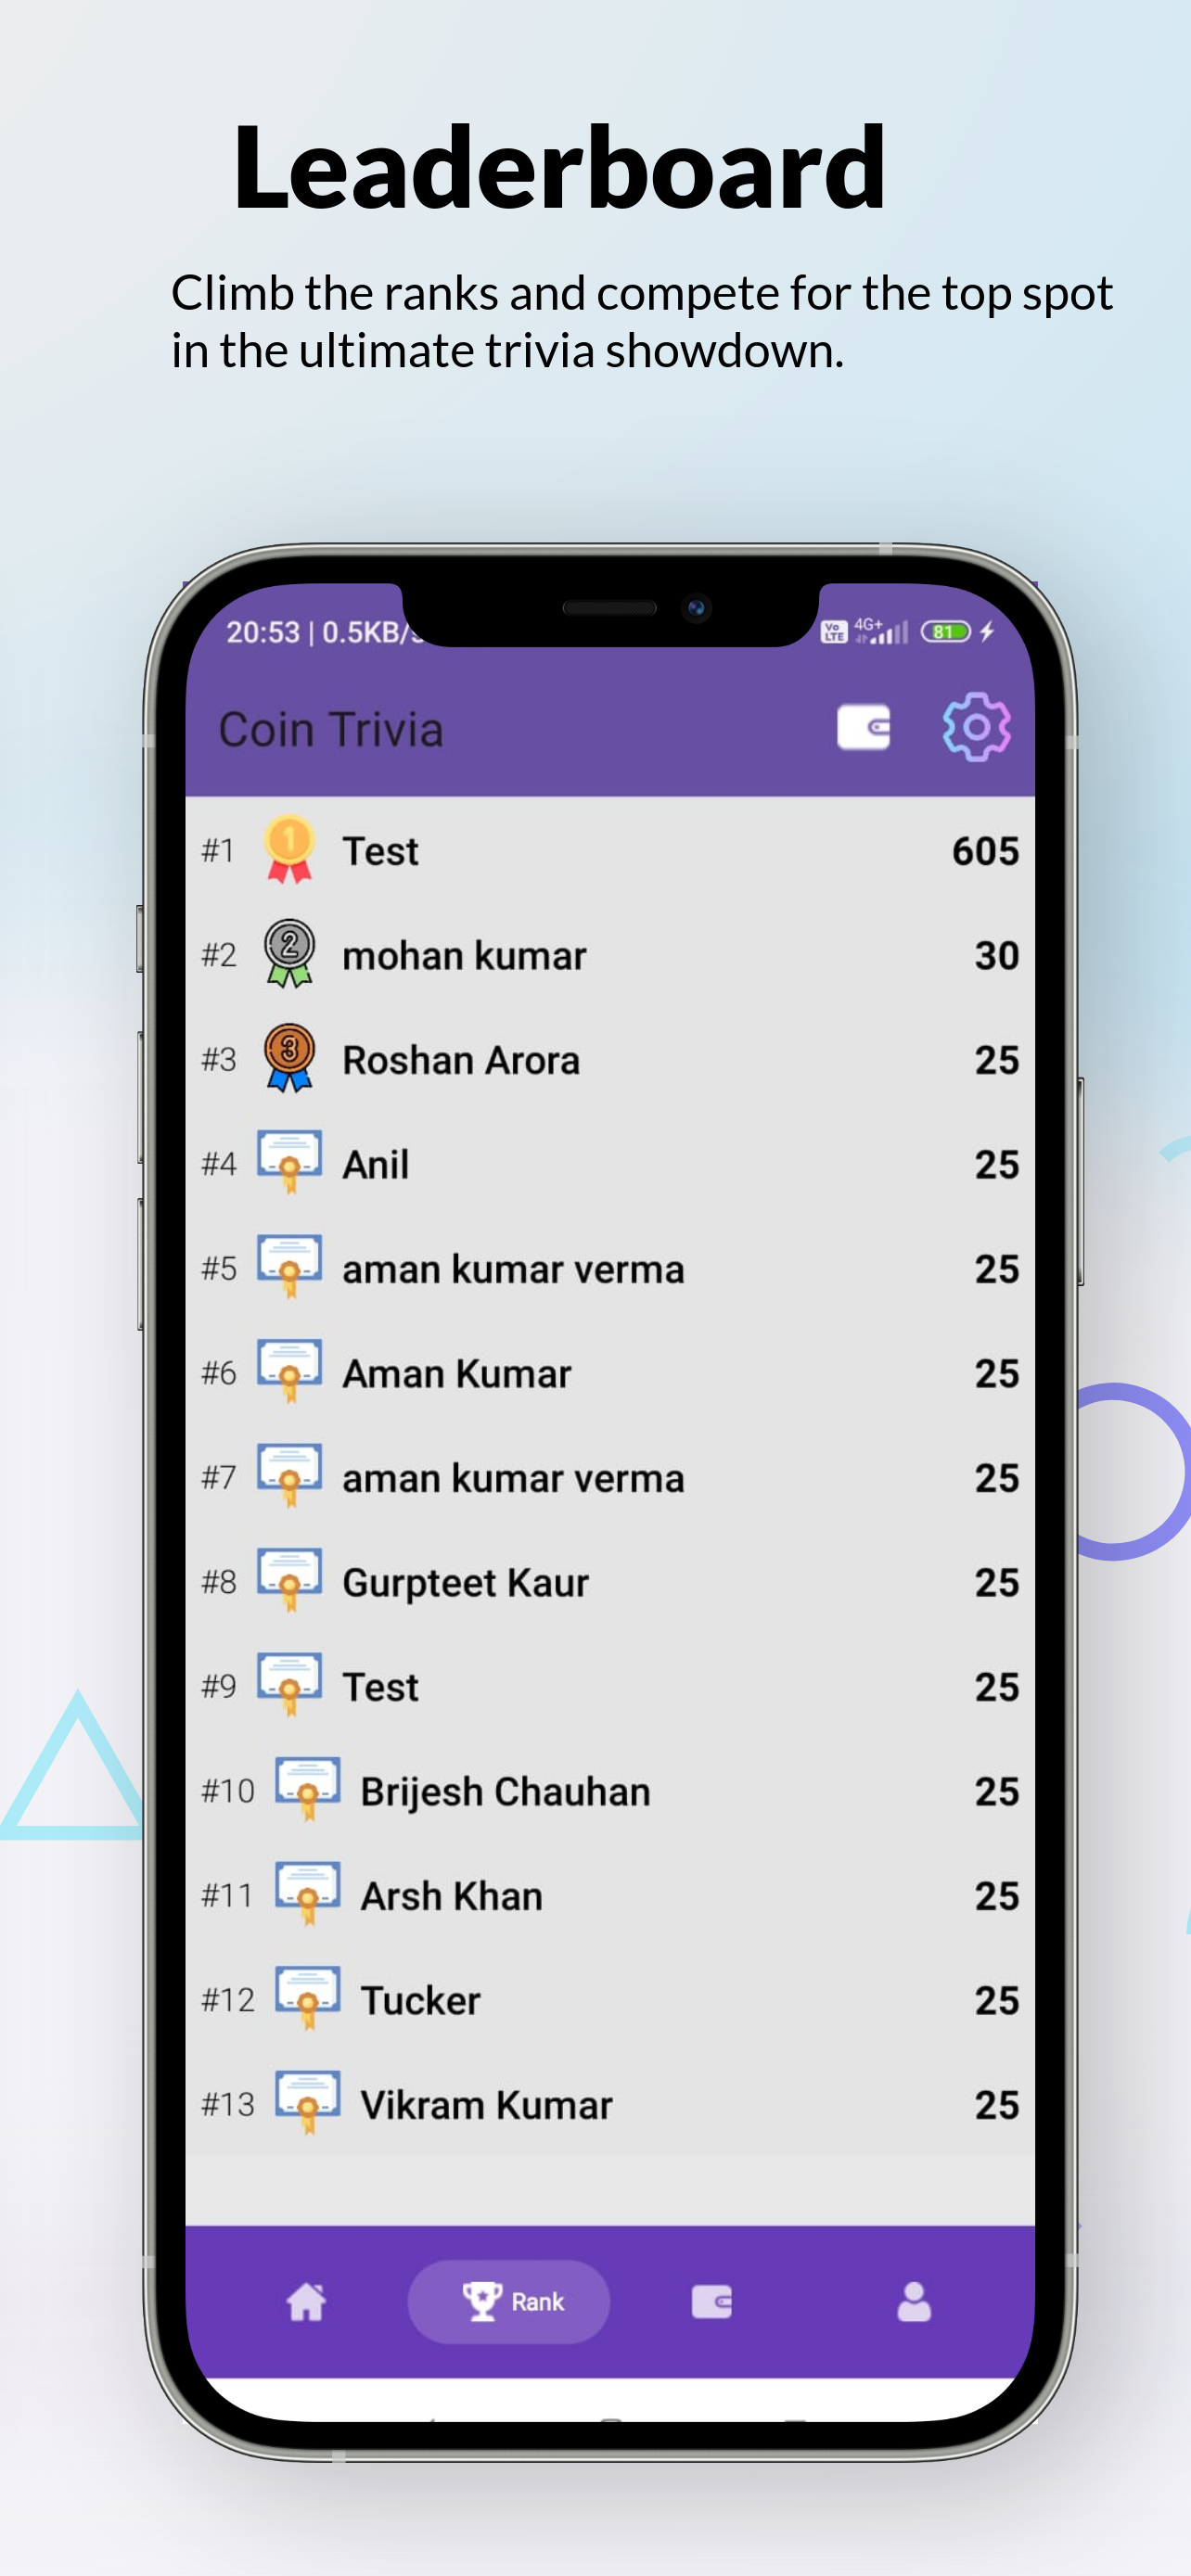 Leaderboard
Climb the ranks and compete for the top spot
in the ultimate trivia showdown.
20:53 | 0.5KB/s Vo LTE 4G+ 81
Coin Trivia
#1 1 Test 605
#2 2 mohan kumar 30
#3 3 Roshan Arora 25
#4 Anil 25
#5 aman kumar verma 25
#6 Aman Kumar 25
#7 aman kumar verma 25
#8 Gurpteet Kaur 25
#9 Test 25
#10 Brijesh Chauhan 25
#11 Arsh Khan 25
#12 Tucker 25
#13 Vikram Kumar 25
Rank